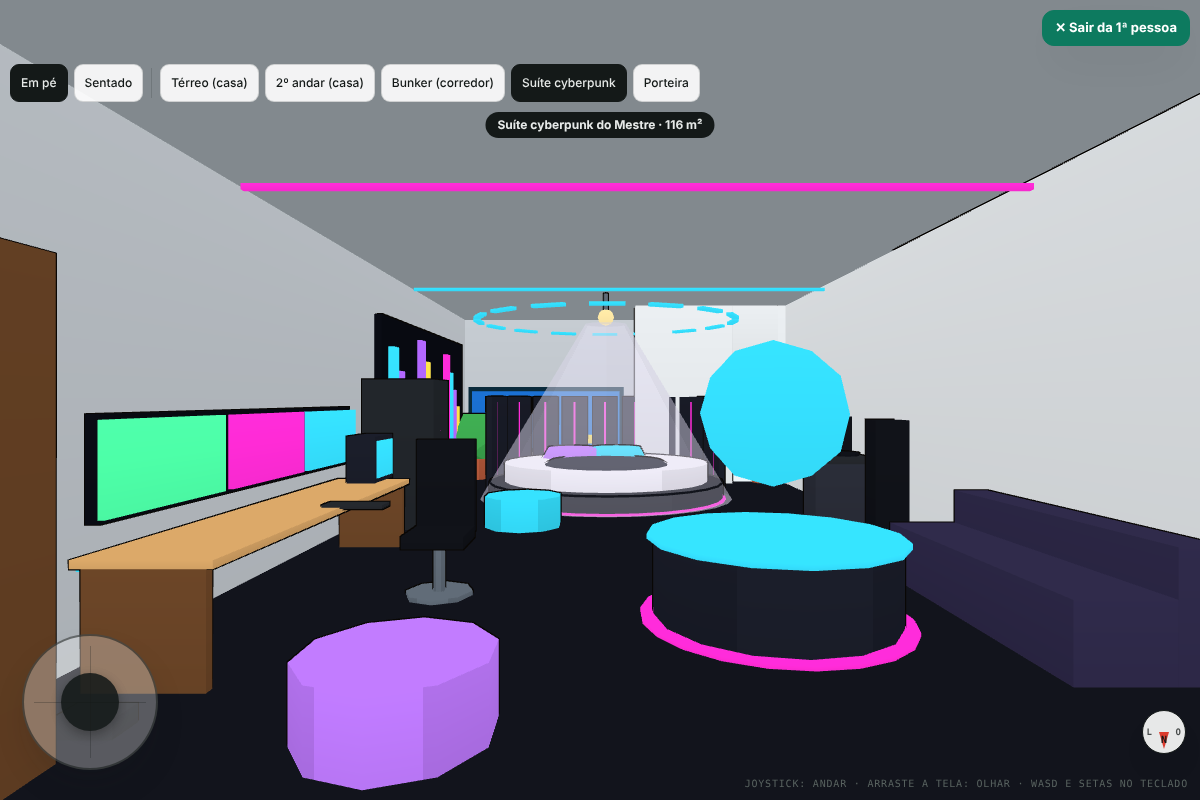 ✕ Sair da 1ª pessoa
Em pé
Sentado
Térreo (casa)
2º andar (casa)
Bunker (corredor)
Suíte cyberpunk
Porteira
Suíte cyberpunk do Mestre · 116 m²
L N O
JOYSTICK: ANDAR · ARRASTE A TELA: OLHAR · WASD E SETAS NO TECLADO